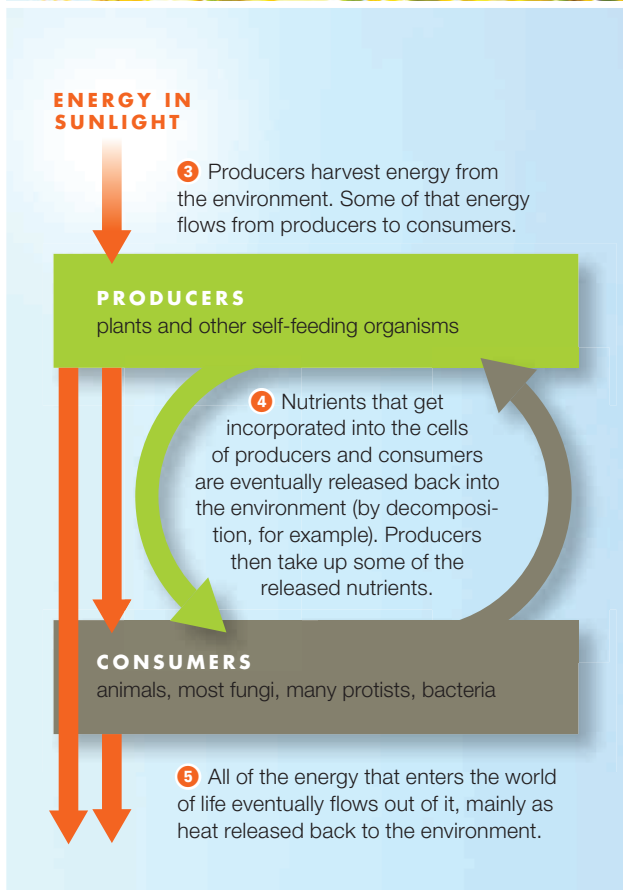 ENERGY IN
SUNLIGHT
3 Producers harvest energy from
the environment. Some of that energy
flows from producers to consumers.
PRODUCERS
plants and other self-feeding organisms
4 Nutrients that get
incorporated into the cells
of producers and consumers
are eventually released back into
the environment (by decomposi-
tion, for example). Producers
then take up some of the
released nutrients.
CONSUMERS
animals, most fungi, many protists, bacteria
5 All of the energy that enters the world
of life eventually flows out of it, mainly as
heat released back to the environment.